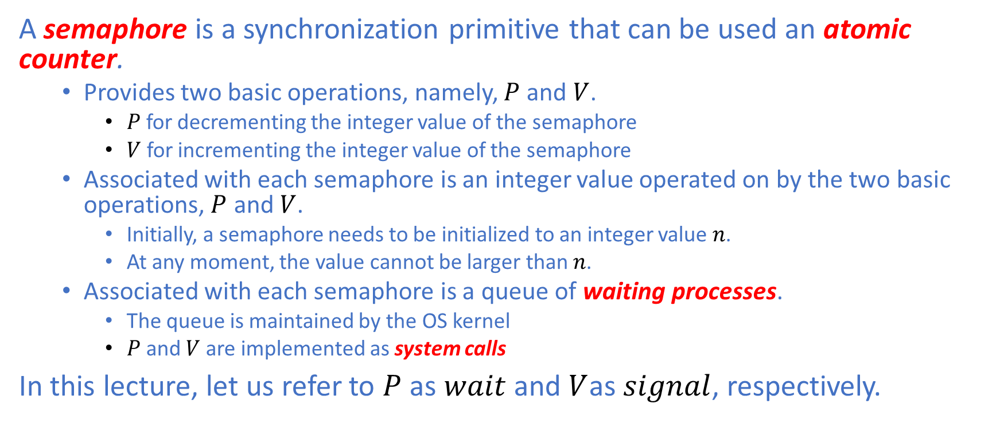 A semaphore is a synchronization primitive that can be used an atomic
counter.
• Provides two basic operations, namely, P and V.
• P for decrementing the integer value of the semaphore
• V for incrementing the integer value of the semaphore
• Associated with each semaphore is an integer value operated on by the two basic
operations, P and V.
• Initially, a semaphore needs to be initialized to an integer value n.
• At any moment, the value cannot be larger than n.
• Associated with each semaphore is a queue of waiting processes.
• The queue is maintained by the OS kernel
• P and V are implemented as system calls
In this lecture, let us refer to P as wait and V as signal, respectively.